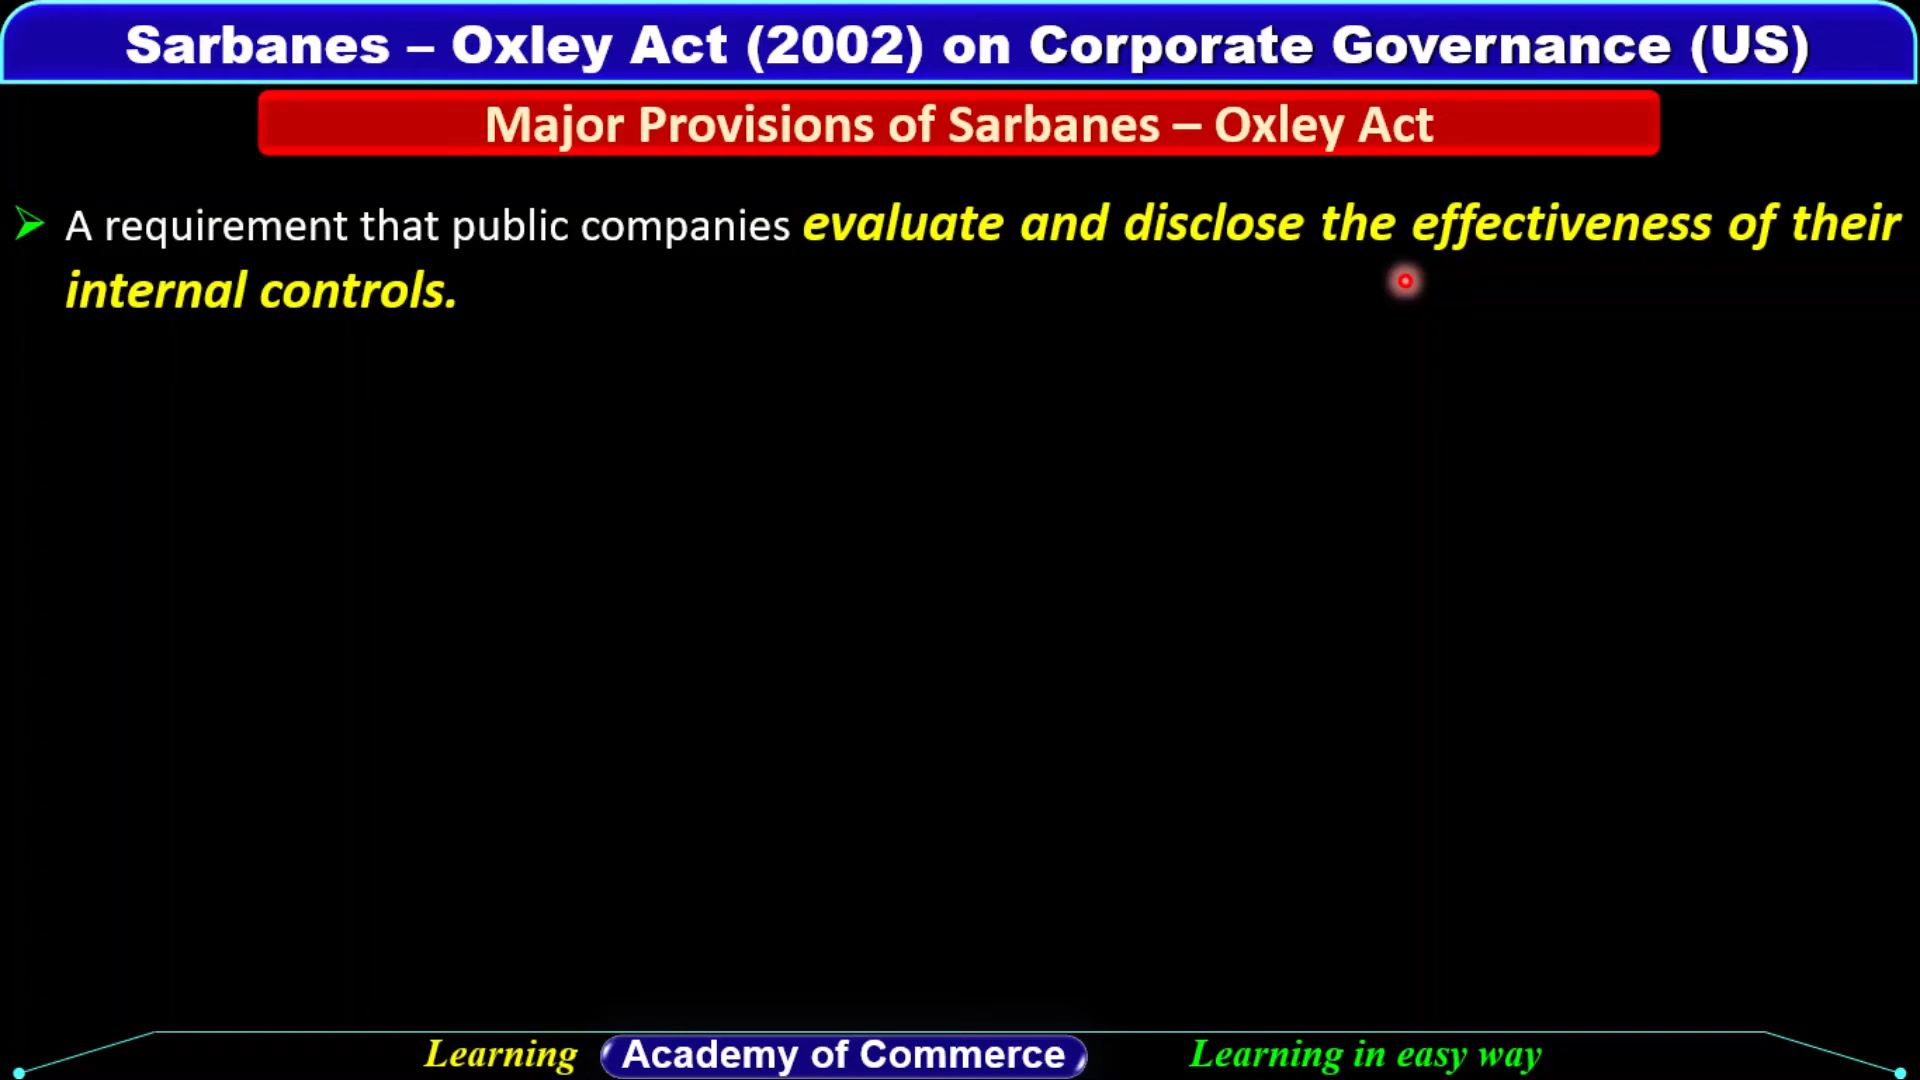 Sarbanes – Oxley Act (2002) on Corporate Governance (US)
Major Provisions of Sarbanes – Oxley Act
A requirement that public companies evaluate and disclose the effectiveness of their
internal controls.
Learning Academy of Commerce Learning in easy way